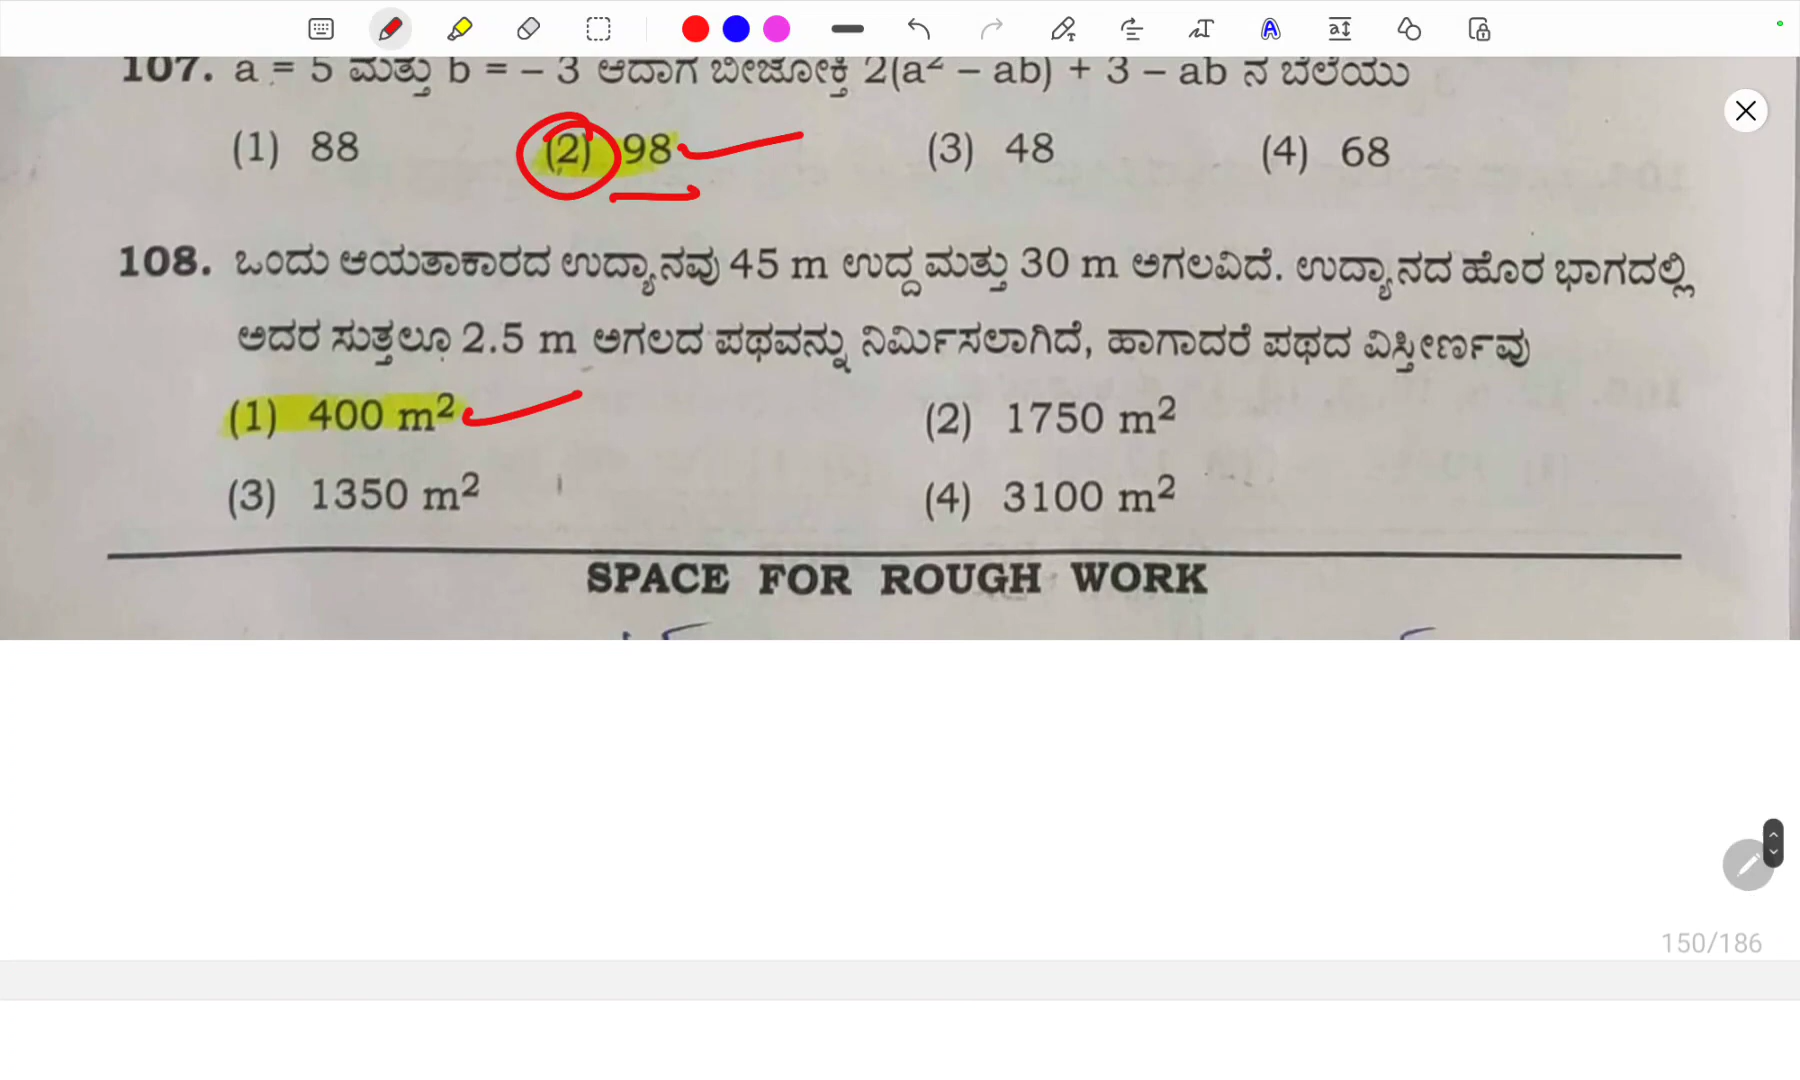 107. a = 5 ಮತ್ತು b = – 3 ಆದಾಗ ಬೀಜೋಕ್ತಿ 2(a² – ab) + 3 – ab ನ ಬೆಲೆಯು
(1) 88 (2) 98 (3) 48 (4) 68
108. ಒಂದು ಆಯತಾಕಾರದ ಉದ್ಯಾನವು 45 m ಉದ್ದ ಮತ್ತು 30 m ಅಗಲವಿದೆ. ಉದ್ಯಾನದ ಹೊರ ಭಾಗದಲ್ಲಿ
ಅದರ ಸುತ್ತಲೂ 2.5 m ಅಗಲದ ಪಥವನ್ನು ನಿರ್ಮಿಸಲಾಗಿದೆ, ಹಾಗಾದರೆ ಪಥದ ವಿಸ್ತೀರ್ಣವು
(1) 400 m² (2) 1750 m²
(3) 1350 m² (4) 3100 m²
SPACE FOR ROUGH WORK
150/186